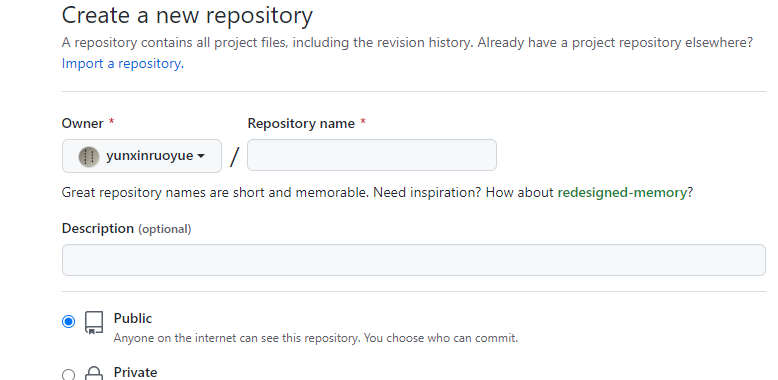 Create a new repository
A repository contains all project files, including the revision history. Already have a project repository elsewhere?
Import a repository.
Owner * Repository name *
yunxinruoyue /
Great repository names are short and memorable. Need inspiration? How about redesigned-memory?
Description (optional)
Public
Anyone on the internet can see this repository. You choose who can commit.
Private